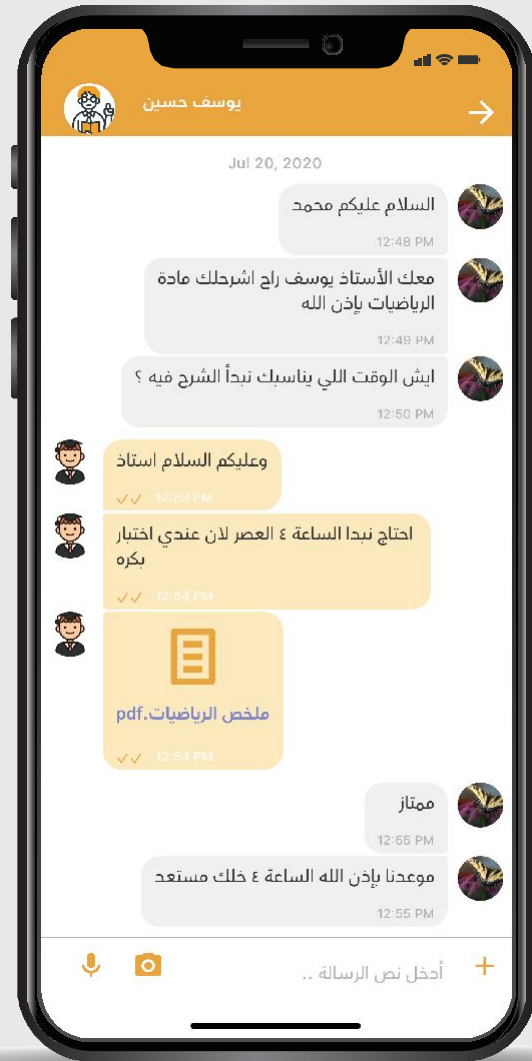 يوسف حسين
Jul 20, 2020
السلام عليكم محمد
12:48 PM
معك الأستاذ يوسف راح اشرحلك مادة
الرياضيات بإذن الله
12:49 PM
ايش الوقت اللي يناسبك نبدأ الشرح فيه ؟
12:50 PM
وعليكم السلام استاذ
12:53 PM
احتاج نبدا الساعة ٤ العصر لان عندي اختبار
بكره
12:54 PM
ملخص الرياضيات.pdf
12:54 PM
ممتاز
12:55 PM
موعدنا بإذن الله الساعة ٤ خلك مستعد
12:55 PM
أدخل نص الرسالة ..